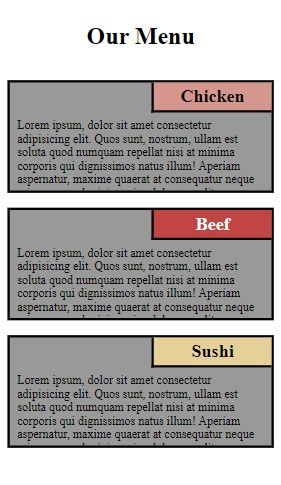 Our Menu
Chicken
Lorem ipsum, dolor sit amet consectetur
adipisicing elit. Quos sunt, nostrum, ullam est
soluta quod numquam repellat nisi at minima
corporis qui dignissimos natus illum! Aperiam
aspernatur, maxime quaerat at consequatur neque
Beef
Lorem ipsum, dolor sit amet consectetur
adipisicing elit. Quos sunt, nostrum, ullam est
soluta quod numquam repellat nisi at minima
corporis qui dignissimos natus illum! Aperiam
aspernatur, maxime quaerat at consequatur neque
Sushi
Lorem ipsum, dolor sit amet consectetur
adipisicing elit. Quos sunt, nostrum, ullam est
soluta quod numquam repellat nisi at minima
corporis qui dignissimos natus illum! Aperiam
aspernatur, maxime quaerat at consequatur neque